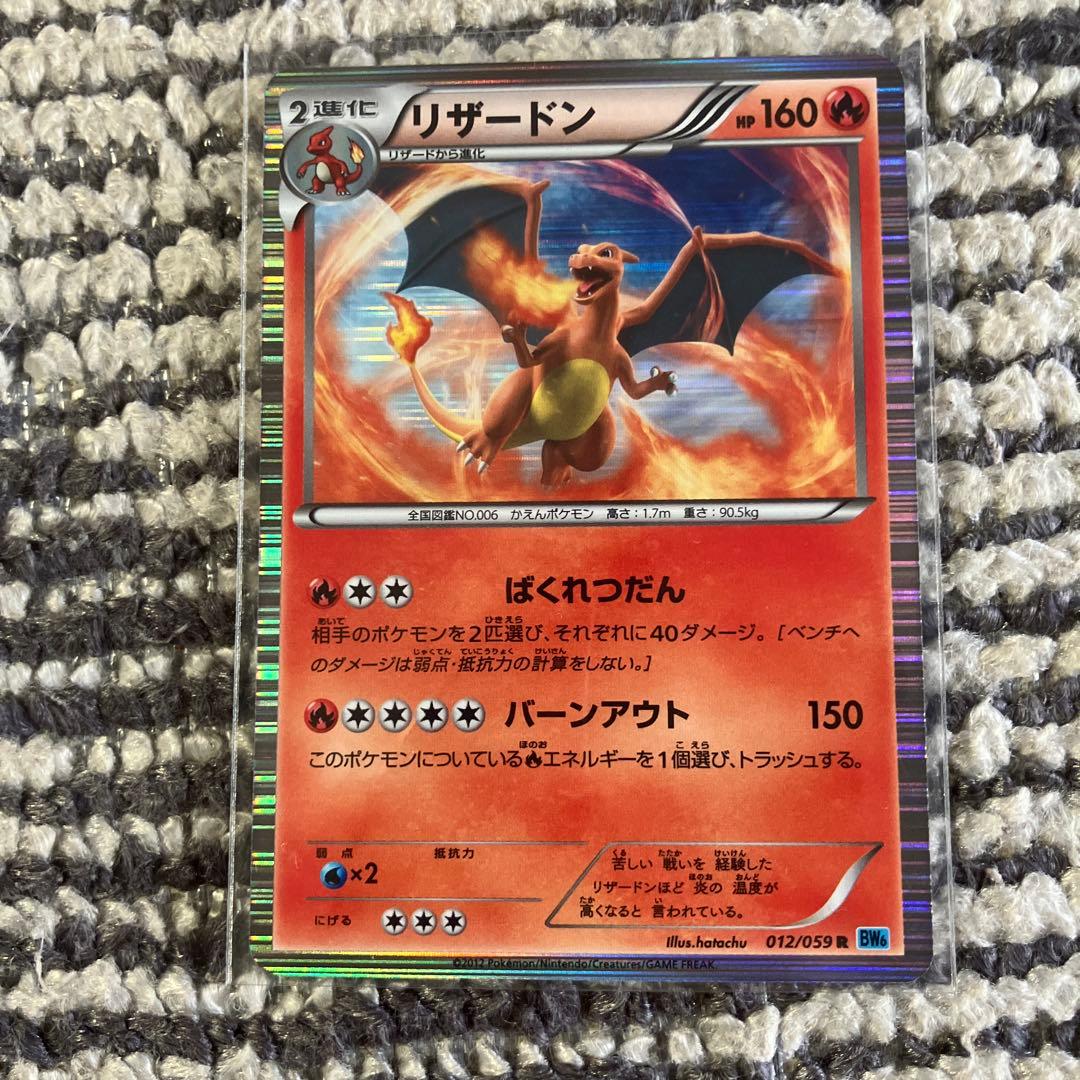 2進化 リザードン HP 160
リザードから進化
全国図鑑NO.006 かえんポケモン 高さ:1.7m 重さ:90.5kg
ばくれつだん
相手のポケモンを2匹選び、それぞれに40ダメージ。[ベンチへ
のダメージは弱点・抵抗力の計算をしない。]
バーンアウト 150
このポケモンについているエネルギーを1個選び、トラッシュする。
弱点 抵抗力
×2
にげる
苦しい 戦いを 経験した
リザードンほど 炎の 温度が
高くなると 言われている。
Illus.hatachu 012/059 R BW6
©2012 Pokémon/Nintendo/Creatures/GAME FREAK.